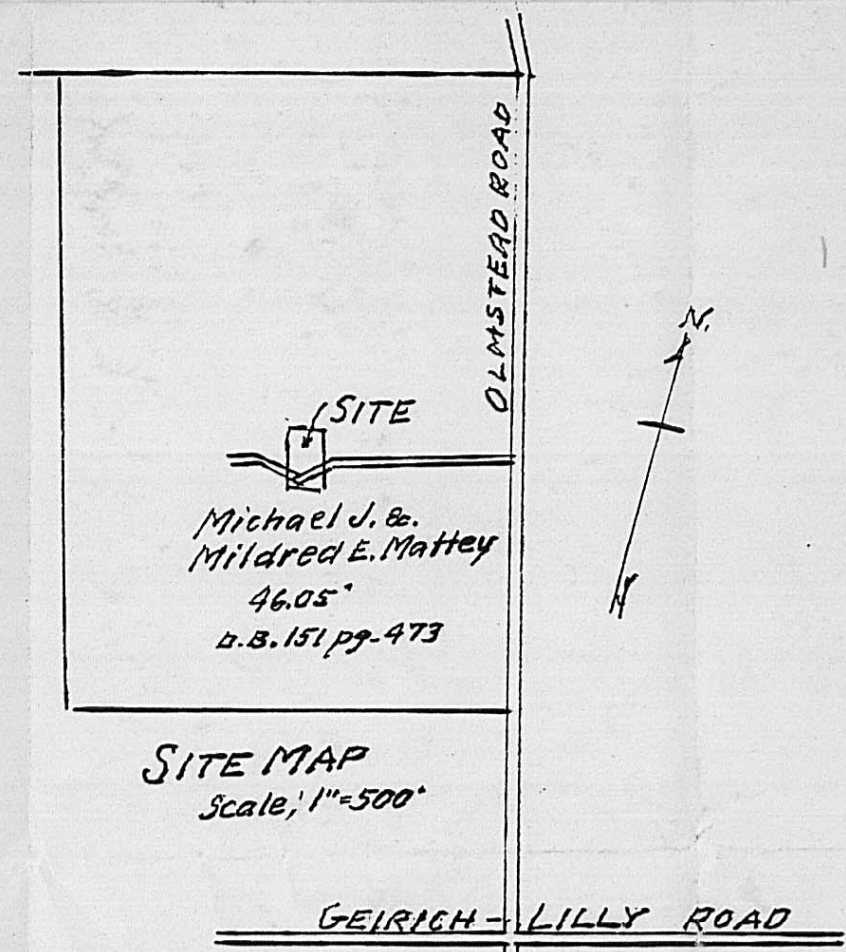 OLMSTEAD ROAD
N.
SITE
Michael J. &.
Mildred E. Mattey
46.05
D.B. 151 pg-473
SITE MAP
Scale; 1"=500'
GEIRICH - LILLY ROAD